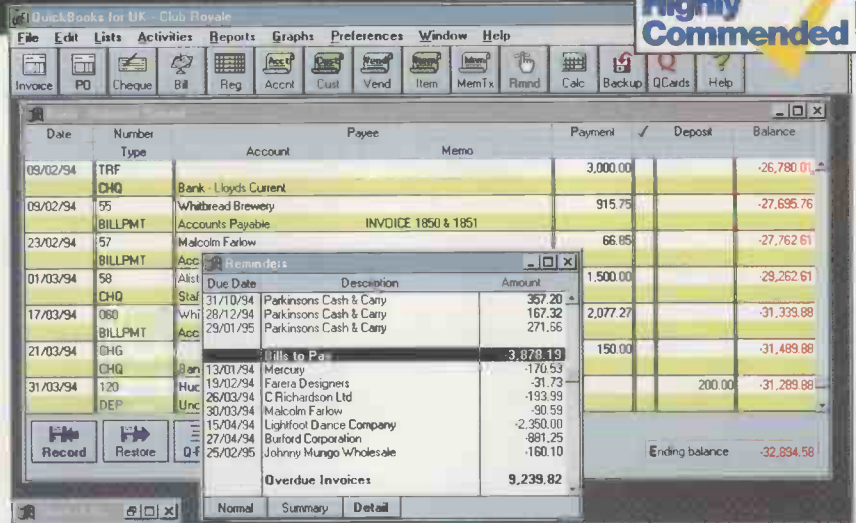 QuickBooks for UK - Club Royale
Highly
Commended
File Edit Lists Activities Reports Graphs Preferences Window Help
Invoice PO Cheque Bill Reg Accnt Cust Vend Item MemTx Rmnd Calc Backup QCards Help
Date Number Payee Payment ✓ Deposit Balance
Type Account Memo
09/02/94 TRF 3,000.00 -26,780.01
CHQ Bank - Lloyds Current
09/02/94 55 Whitbread Brewery 915.75 -27,695.76
BILLPMT Accounts Payable INVOICE 1850 & 1851
23/02/94 57 Malcolm Farlow 66.85 -27,762.61
BILLPMT Acc
01/03/94 58 Alist 1,500.00 -29,262.61
CHQ Staf
17/03/94 060 Whi 2,077.27 -31,339.88
BILLPMT Acc
21/03/94 CHG 150.00 -31,489.88
CHQ Ban
31/03/94 120 Huc 200.00 -31,289.88
DEP Unc
Record Restore Ending balance -32,894.58
Reminders
Due Date Description Amount
31/10/94 Parkinsons Cash & Carry 357.20
28/12/94 Parkinsons Cash & Carry 167.32
29/01/95 Parkinsons Cash & Carry 271.66
Bills to Pay -3,878.19
13/01/94 Mercury -170.53
19/02/94 Farera Designers -31.73
26/03/94 C Richardson Ltd -193.99
30/03/94 Malcolm Farlow -90.59
15/04/94 Lightfoot Dance Company -2,350.00
27/04/94 Burford Corporation -881.25
25/02/95 Johnny Mungo Wholesale -160.10
Overdue Invoices 9,239.82
Normal Summary Detail